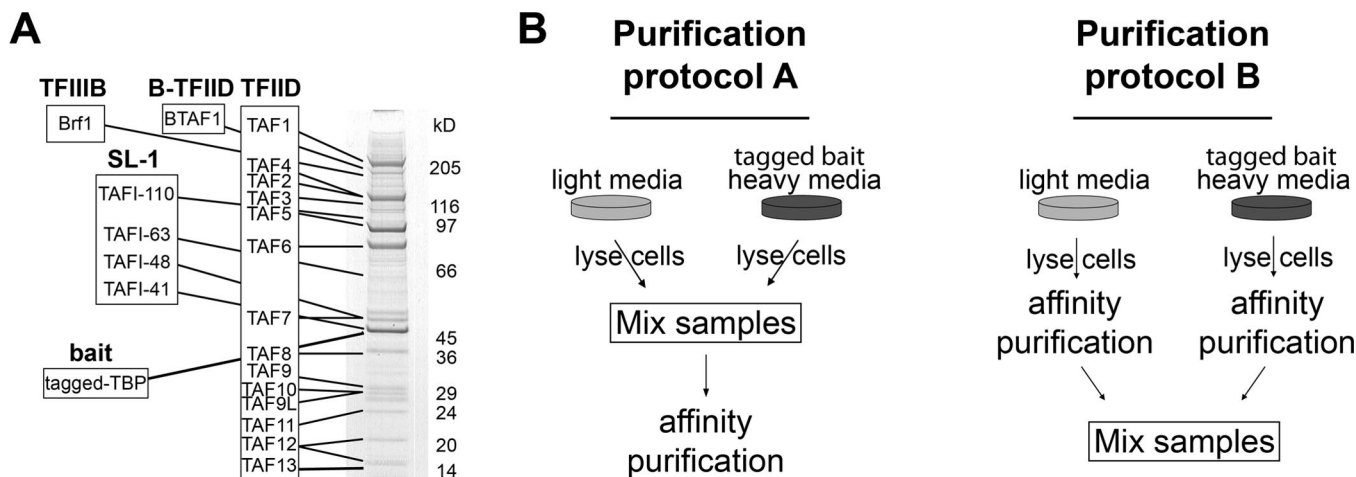 A
TFIIIB
B-TFIID
TFIID
Brf1
BTAF1
TAF1
kD
SL-1
TAF4
TAF2
TAF3
TAF5
TAFI-110
TAFI-63
TAFI-48
TAFI-41
TAF6
TAF7
bait
tagged-TBP
TAF8
TAF9
TAF10
TAF9L
TAF11
TAF12
TAF13
205
116
97
66
45
36
29
24
20
14
B
Purification
protocol A
light media
tagged bait
heavy media
lyse cells
lyse cells
Mix samples
affinity
purification
Purification
protocol B
light media
tagged bait
heavy media
lyse cells
lyse cells
affinity
purification
affinity
purification
Mix samples